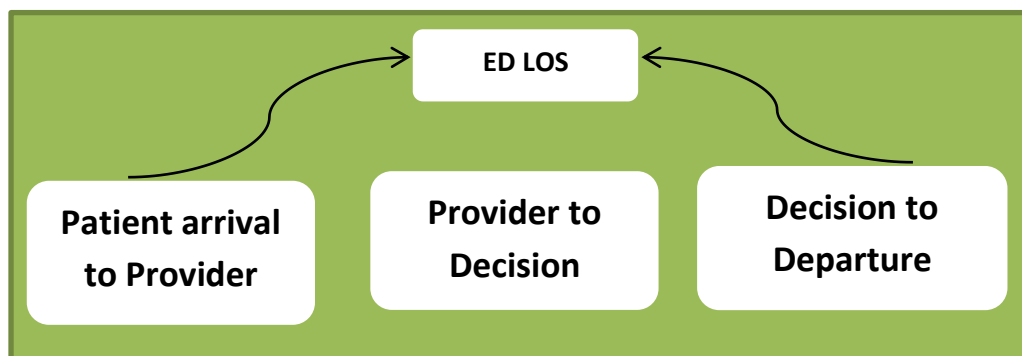 ED LOS
Patient arrival
to Provider
Provider to
Decision
Decision to
Departure